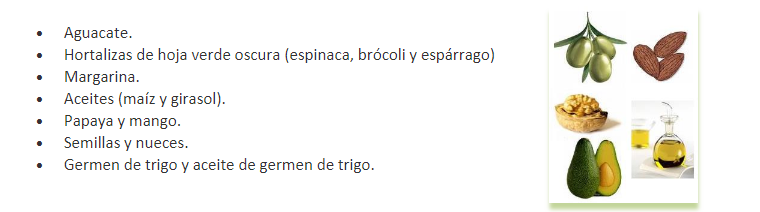 • Aguacate.
• Hortalizas de hoja verde oscura (espinaca, brócoli y espárrago)
• Margarina.
• Aceites (maíz y girasol).
• Papaya y mango.
• Semillas y nueces.
• Germen de trigo y aceite de germen de trigo.